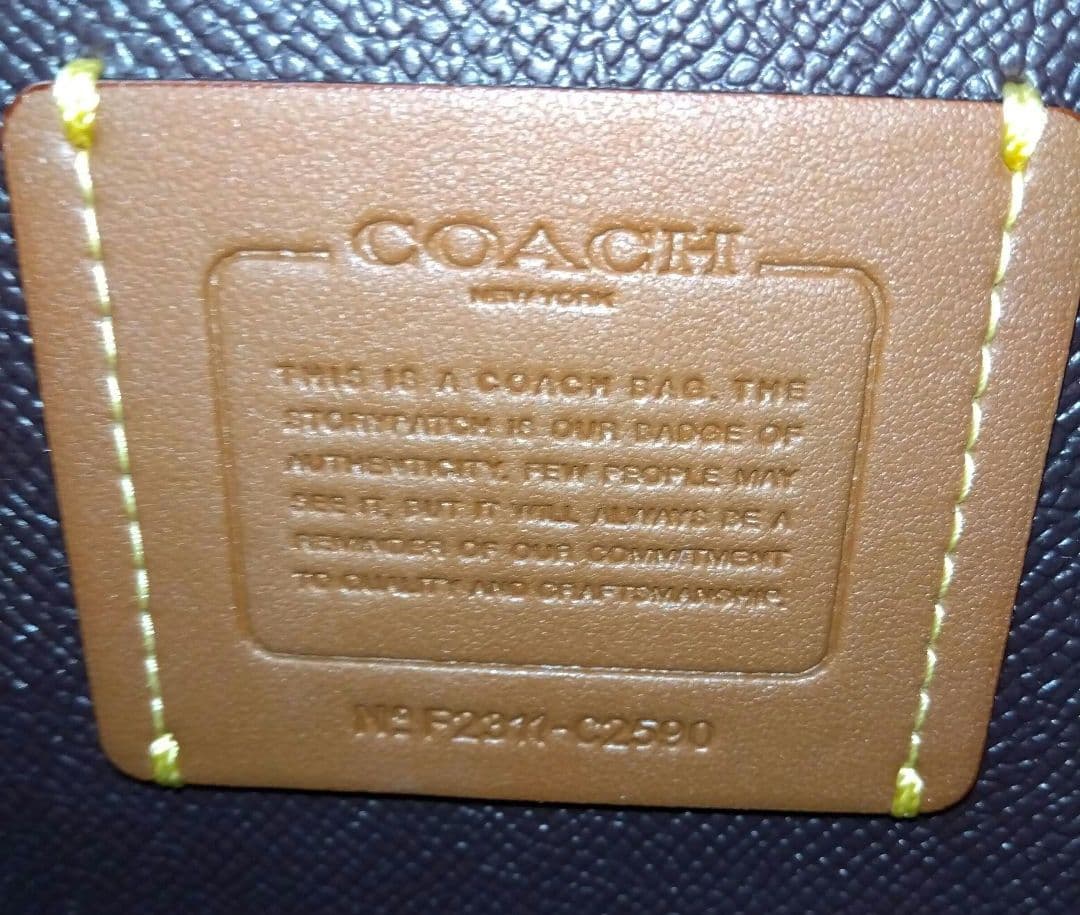 COACH
NEW YORK
THIS IS A COACH BAG. THE
STORYPATCH IS OUR BADGE OF
AUTHENTICITY. FEW PEOPLE MAY
SEE IT, BUT IT WILL ALWAYS BE A
REMINDER OF OUR COMMITMENT
TO QUALITY AND CRAFTSMANSHIP.
Nº F2311-C2590